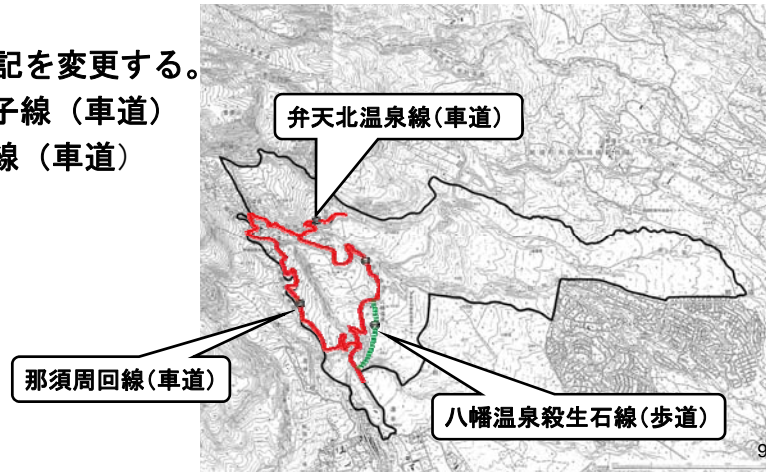 記を変更する。
子線（車道）
線（車道）
弁天北温泉線(車道)
那須周回線(車道)
八幡温泉殺生石線(歩道)
9